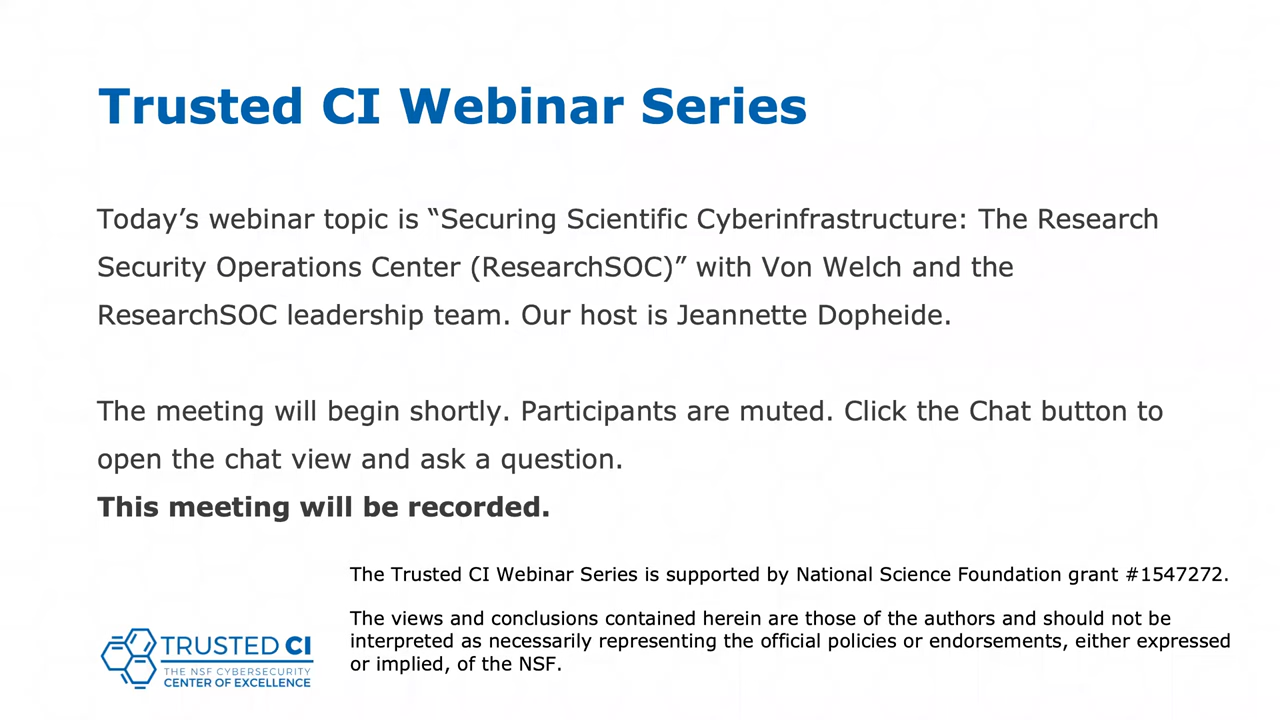 Trusted CI Webinar Series
Today’s webinar topic is “Securing Scientific Cyberinfrastructure: The Research
Security Operations Center (ResearchSOC)” with Von Welch and the
ResearchSOC leadership team. Our host is Jeannette Dopheide.
The meeting will begin shortly. Participants are muted. Click the Chat button to
open the chat view and ask a question.
This meeting will be recorded.
The Trusted CI Webinar Series is supported by National Science Foundation grant #1547272.
The views and conclusions contained herein are those of the authors and should not be
interpreted as necessarily representing the official policies or endorsements, either expressed
or implied, of the NSF.
TRUSTED CI
THE NSF CYBERSECURITY
CENTER OF EXCELLENCE